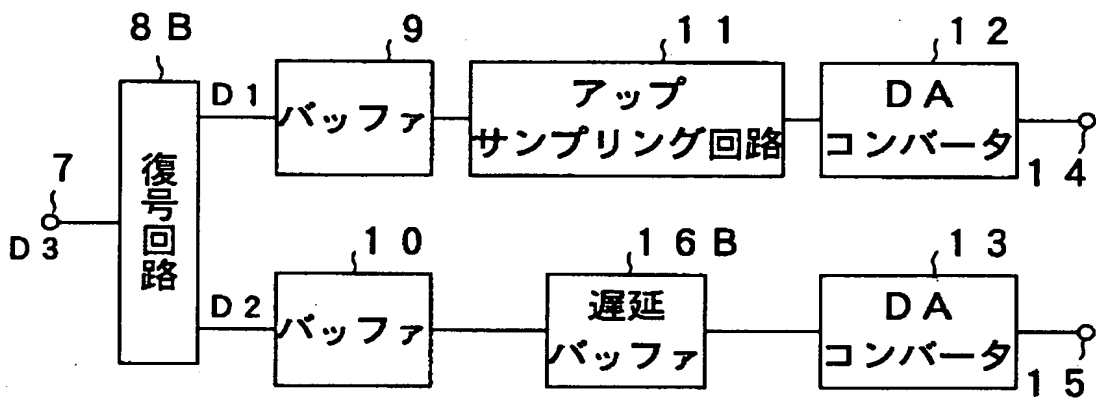 8B
9
11
12
D1
バッファ
アップ
サンプリング回路
DA
コンバータ
14
7
D3
復号回路
10
16B
13
D2
バッファ
遅延
バッファ
DA
コンバータ
15